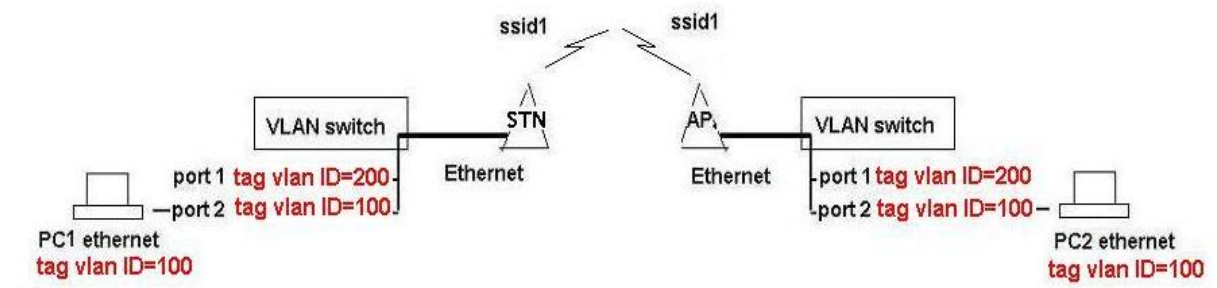 ssid1 ssid1
VLAN switch STN AP VLAN switch
Ethernet Ethernet
port 1 tag vlan ID=200 port 1 tag vlan ID=200
port 2 tag vlan ID=100 port 2 tag vlan ID=100
PC1 ethernet PC2 ethernet
tag vlan ID=100 tag vlan ID=100